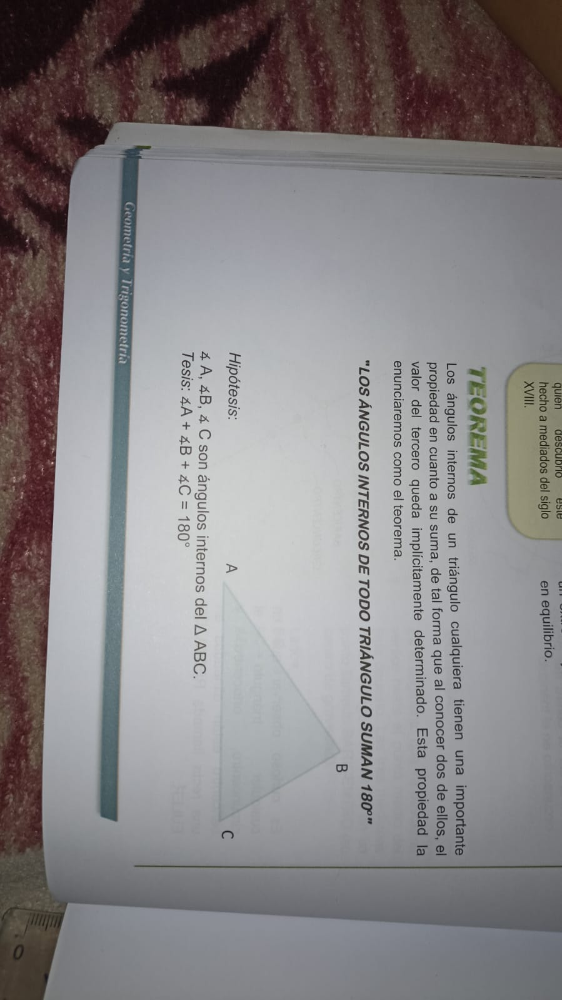 quien descubrió este
hecho a mediados del siglo
XVIII.
en equilibrio.
TEOREMA
Los ángulos internos de un triángulo cualquiera tienen una importante
propiedad en cuanto a su suma, de tal forma que al conocer dos de ellos, el
valor del tercero queda implícitamente determinado. Esta propiedad la
enunciaremos como el teorema.
"LOS ÁNGULOS INTERNOS DE TODO TRIÁNGULO SUMAN 180º"
B
Hipótesis:
A
C
∡ A, ∡B, ∡ C son ángulos internos del Δ ABC.
Tesis: ∡A + ∡B + ∡C = 180°
Geometría y Trigonometría
0